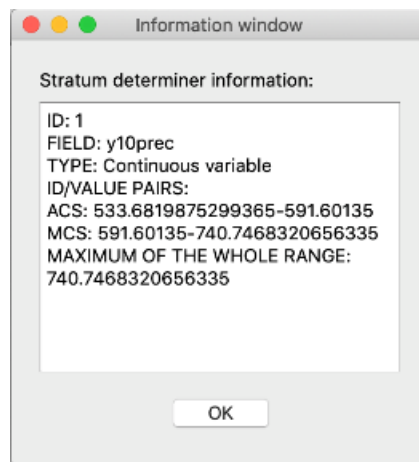 Information window
Stratum determiner information:
ID: 1
FIELD: y10prec
TYPE: Continuous variable
ID/VALUE PAIRS:
ACS: 533.6819875299365-591.60135
MCS: 591.60135-740.7468320656335
MAXIMUM OF THE WHOLE RANGE:
740.7468320656335
OK